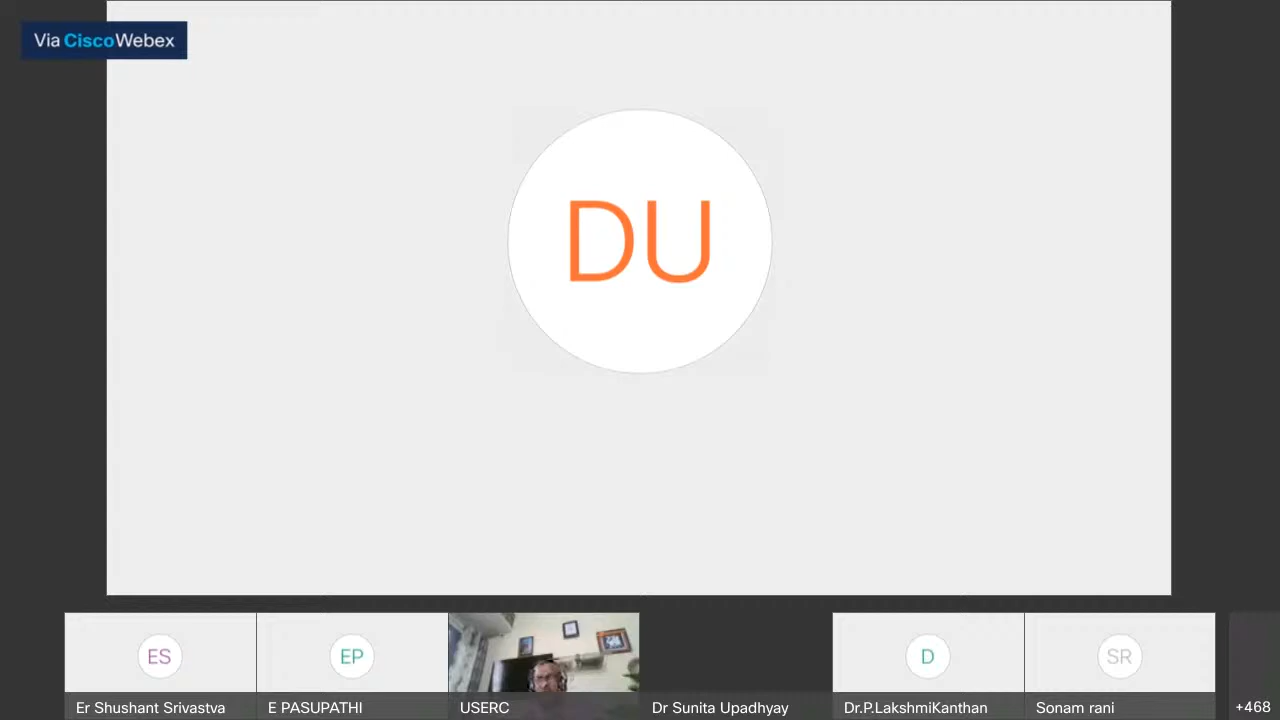 Via CiscoWebex
DU
ES
EP
D
SR
Er Shushant Srivastva
E PASUPATHI
USERC
Dr Sunita Upadhyay
Dr.P.LakshmiKanthan
Sonam rani
+468